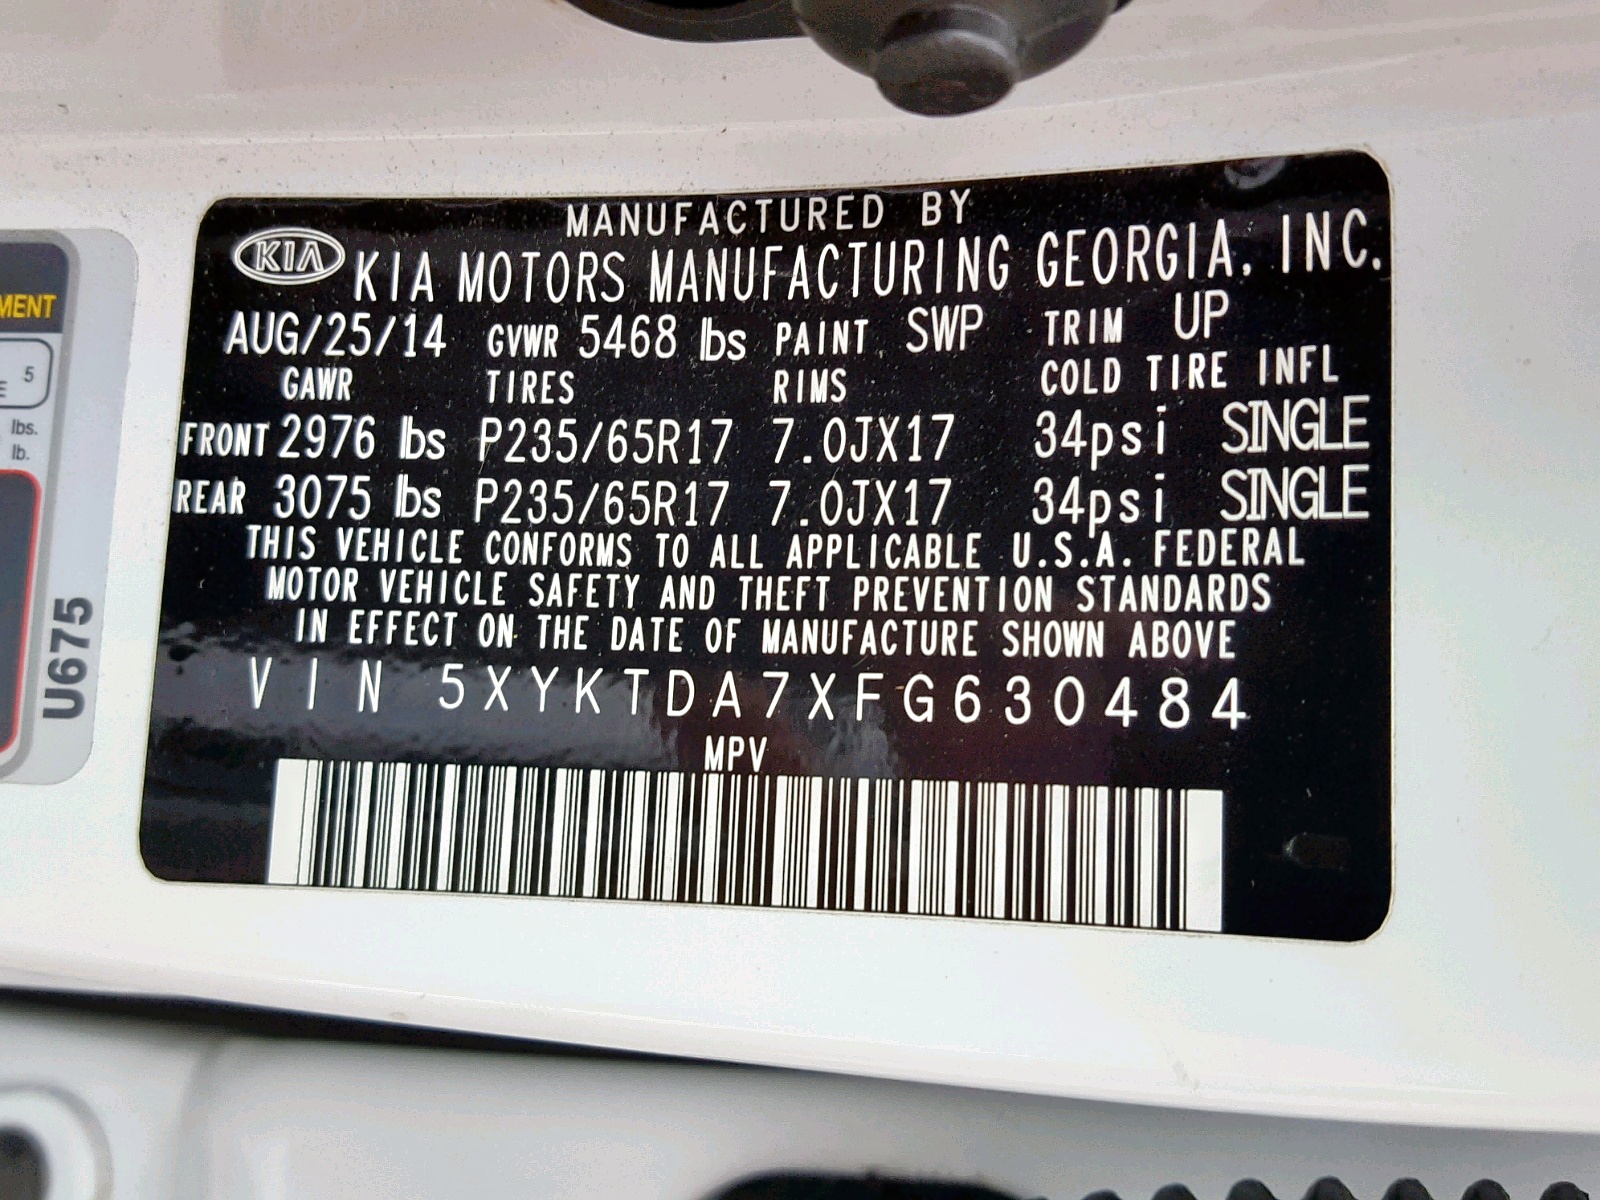 MANUFACTURED BY
KIA KIA MOTORS MANUFACTURING GEORGIA, INC.
AUG/25/14 GVWR 5468 lbs PAINT SWP TRIM UP
GAWR TIRES RIMS COLD TIRE INFL
FRONT 2976 lbs P235/65R17 7.0JX17 34psi SINGLE
REAR 3075 lbs P235/65R17 7.0JX17 34psi SINGLE
THIS VEHICLE CONFORMS TO ALL APPLICABLE U.S.A. FEDERAL
MOTOR VEHICLE SAFETY AND THEFT PREVENTION STANDARDS
IN EFFECT ON THE DATE OF MANUFACTURE SHOWN ABOVE
VIN 5XYKTDA7XFG630484
MPV
5
lbs.
lb.
U675